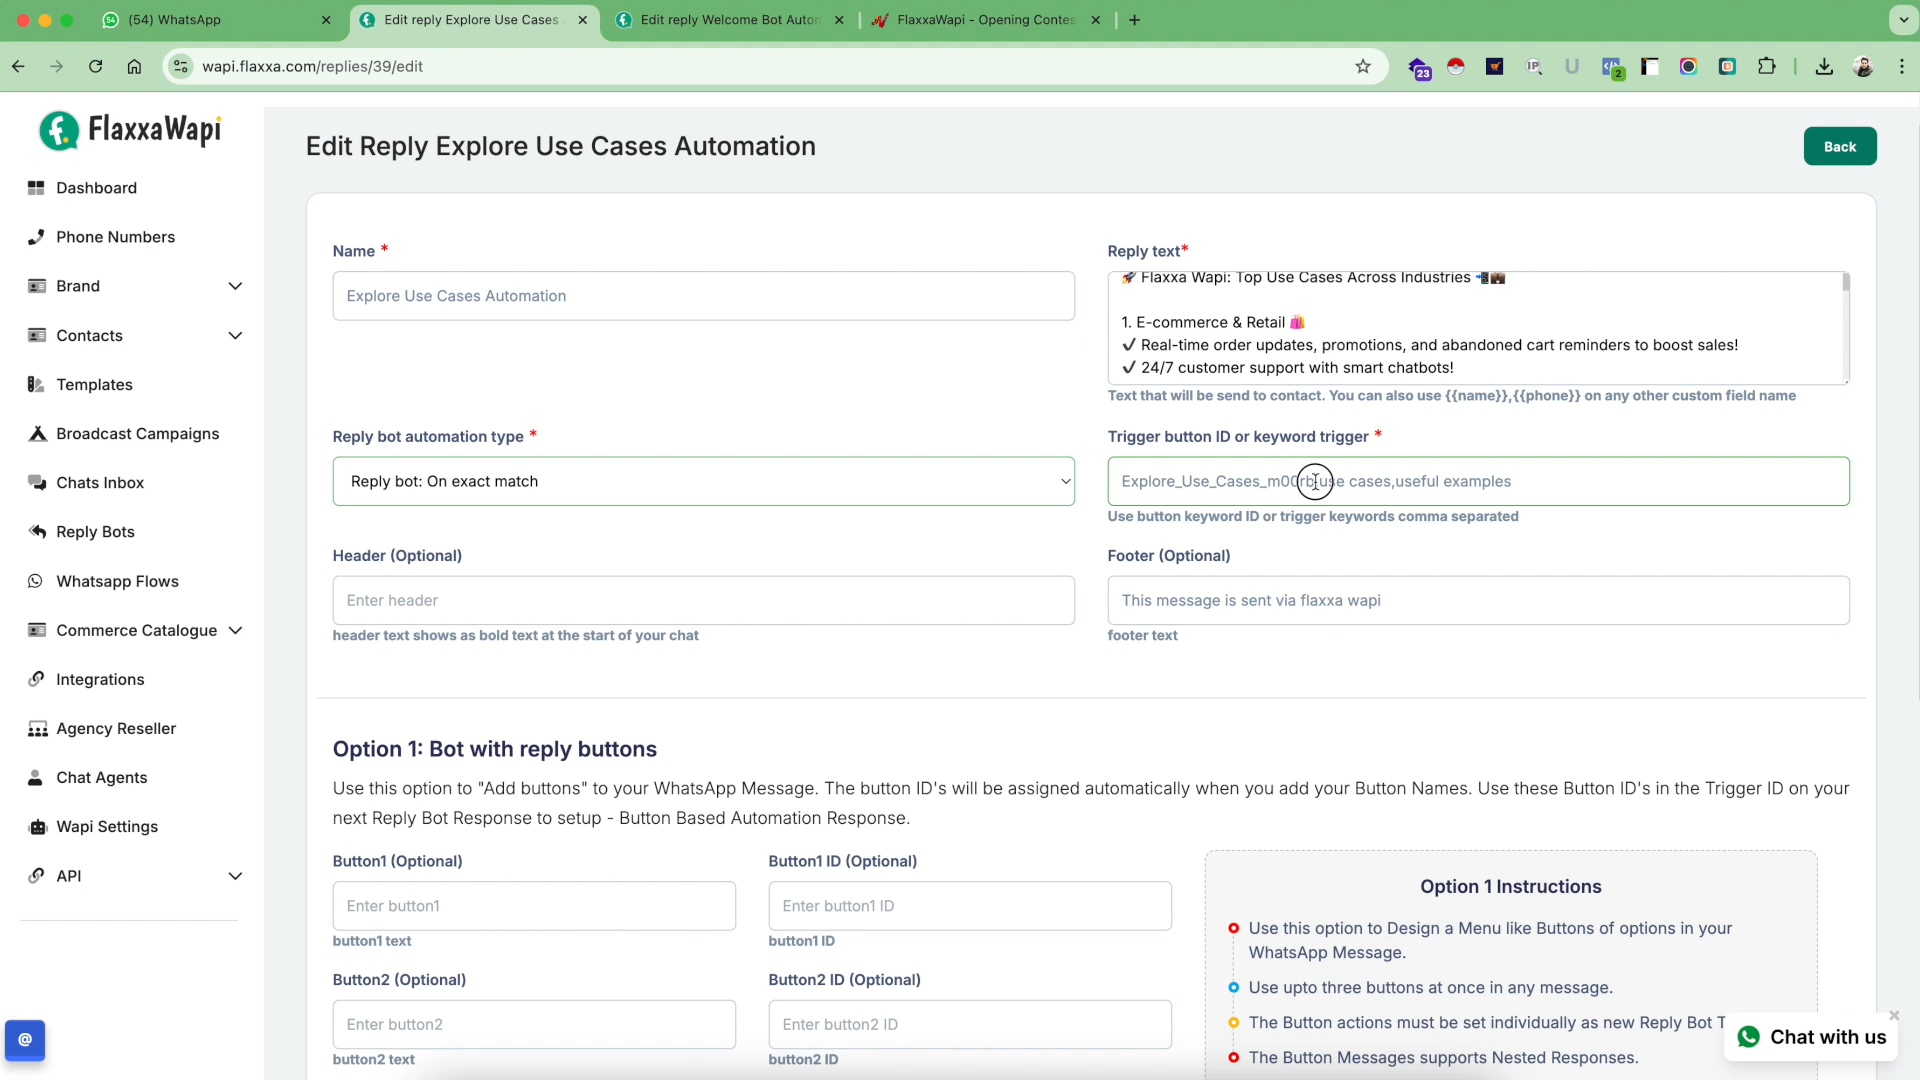 (54) WhatsApp
Edit reply Explore Use Cases
Edit reply Welcome Bot Autom
FlaxxaWapi - Opening Contes
wapi.flaxxa.com/replies/39/edit
23
IP
2
FlaxxaWapi
Dashboard
Phone Numbers
Brand
Contacts
Templates
Broadcast Campaigns
Chats Inbox
Reply Bots
Whatsapp Flows
Commerce Catalogue
Integrations
Agency Reseller
Chat Agents
Wapi Settings
API
@
Edit Reply Explore Use Cases Automation
Back
Name *
Explore Use Cases Automation
Reply text*
🚀 Flaxxa Wapi: Top Use Cases Across Industries 📲💼
1. E-commerce & Retail 🛍️
✔ Real-time order updates, promotions, and abandoned cart reminders to boost sales!
✔ 24/7 customer support with smart chatbots!
Text that will be send to contact. You can also use {{name}},{{phone}} on any other custom field name
Reply bot automation type *
Reply bot: On exact match
Trigger button ID or keyword trigger *
use cases,useful examples
Use button keyword ID or trigger keywords comma separated
Header (Optional)
Enter header
header text shows as bold text at the start of your chat
Footer (Optional)
This message is sent via flaxxa wapi
footer text
Option 1: Bot with reply buttons
Use this option to "Add buttons" to your WhatsApp Message. The button ID's will be assigned automatically when you add your Button Names. Use these Button ID's in the Trigger ID on your
next Reply Bot Response to setup - Button Based Automation Response.
Button1 (Optional)
Enter button1
button1 text
Button1 ID (Optional)
Enter button1 ID
button1 ID
Button2 (Optional)
Enter button2
button2 text
Button2 ID (Optional)
Enter button2 ID
button2 ID
Option 1 Instructions
Use this option to Design a Menu like Buttons of options in your
WhatsApp Message.
Use upto three buttons at once in any message.
The Button actions must be set individually as new Reply Bot T
The Button Messages supports Nested Responses.
Chat with us